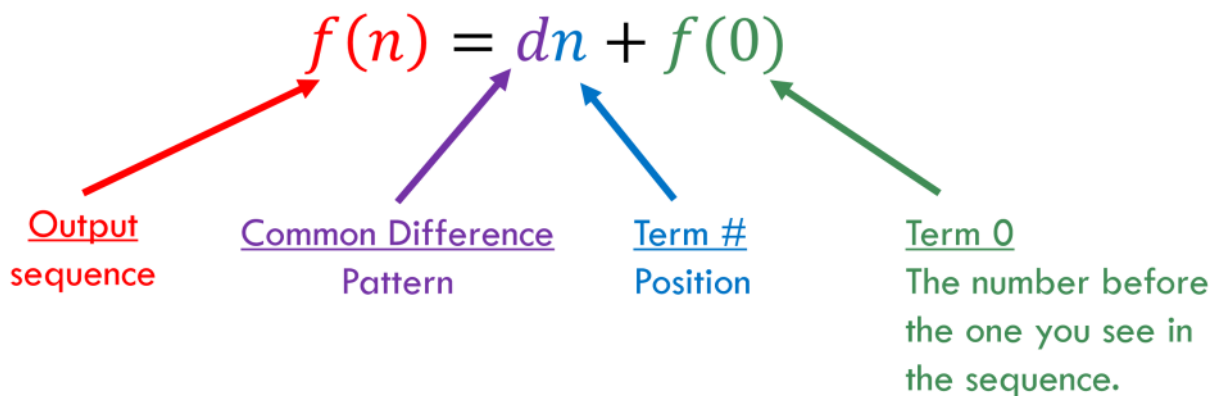 f(n) = dn + f(0)
Output
sequence
Common Difference
Pattern
Term #
Position
Term 0
The number before
the one you see in
the sequence.